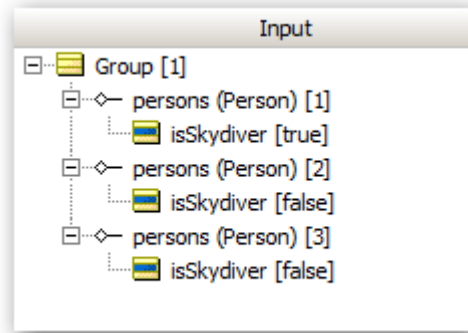 Input
Group [1]
persons (Person) [1]
isSkydiver [true]
persons (Person) [2]
isSkydiver [false]
persons (Person) [3]
isSkydiver [false]